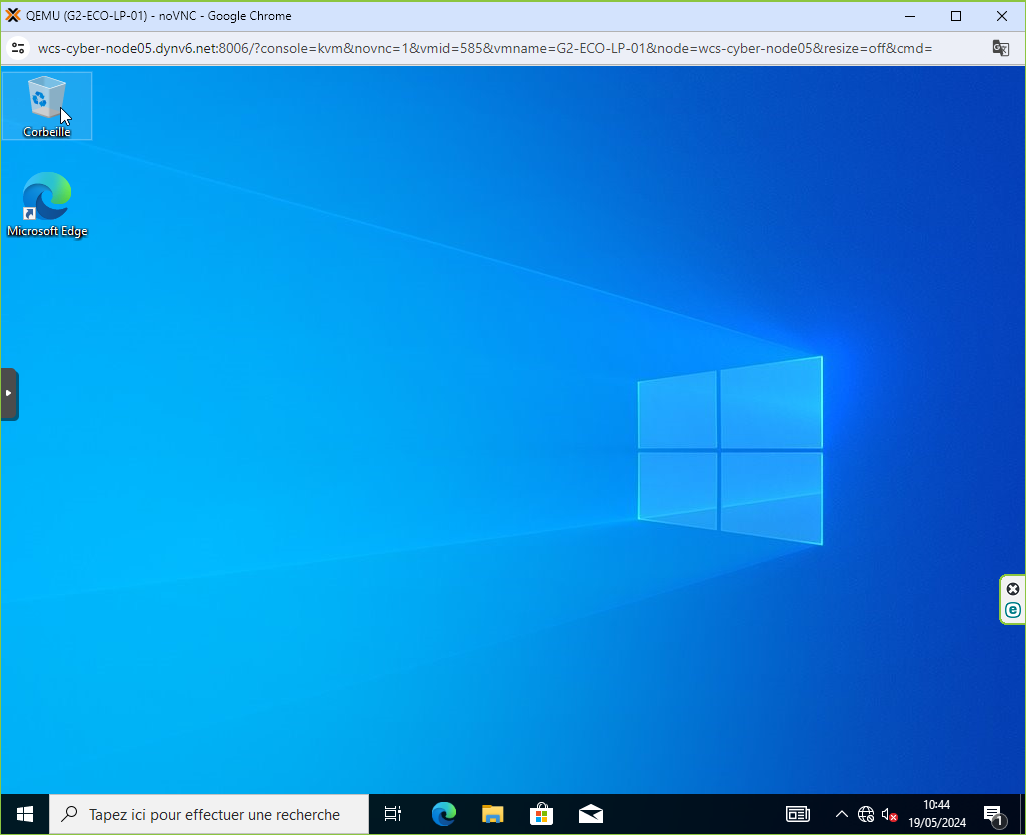 QEMU (G2-ECO-LP-01) - noVNC - Google Chrome
wcs-cyber-node05.dynv6.net:8006/?console=kvm&novnc=1&vmid=585&vmname=G2-ECO-LP-01&node=wcs-cyber-node05&resize=off&cmd=
Corbeille
Microsoft Edge
Tapez ici pour effectuer une recherche
10:44
19/05/2024
1